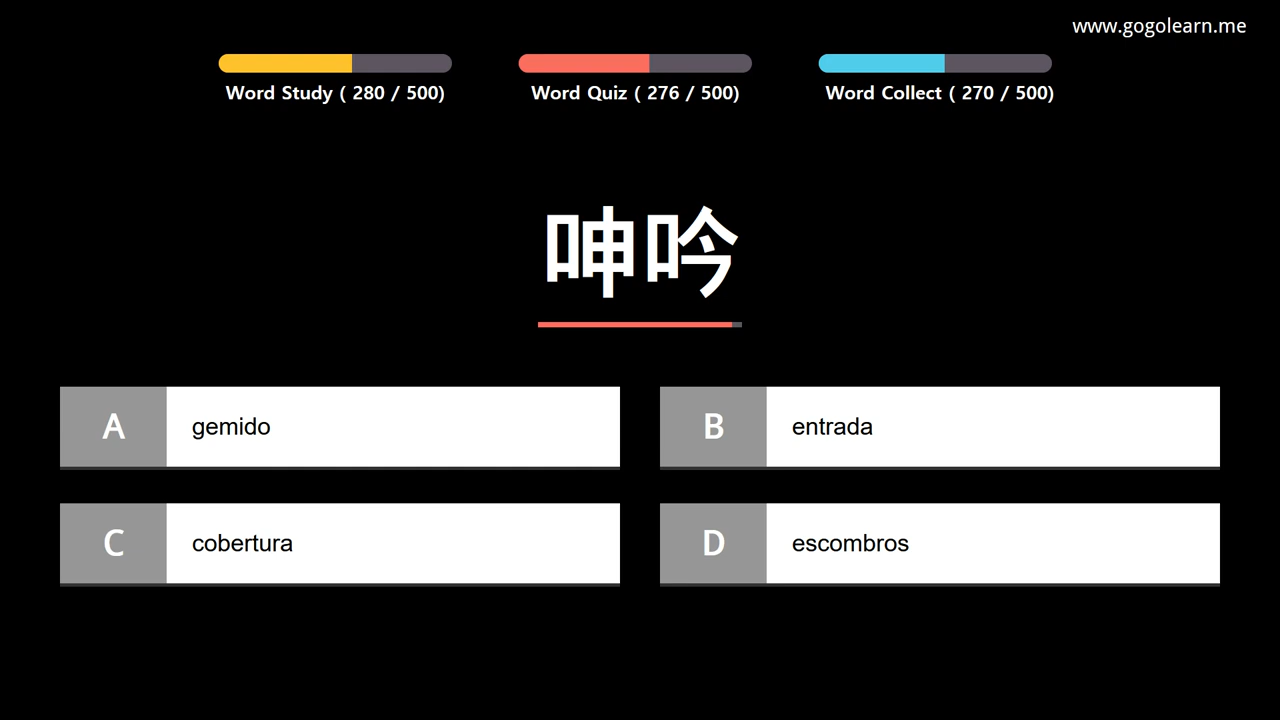 www.gogolearn.me
Word Study ( 280 / 500)
Word Quiz ( 276 / 500)
Word Collect ( 270 / 500)
呻吟
A gemido
B entrada
C cobertura
D escombros